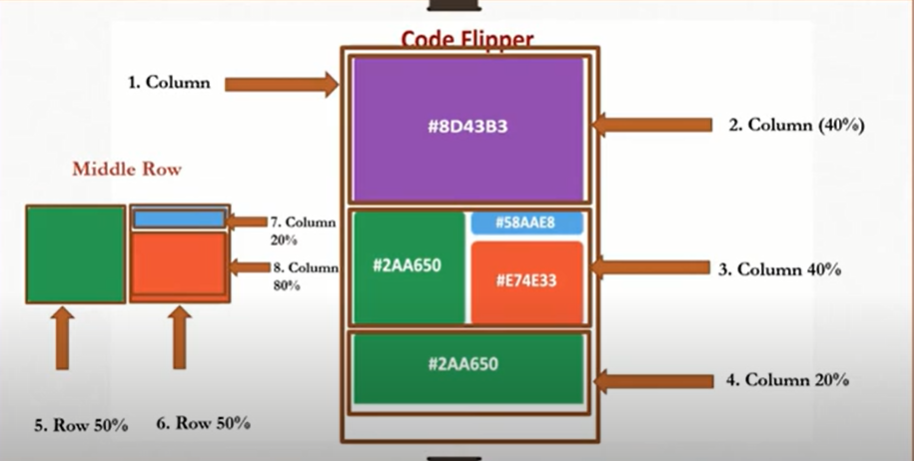 Code Flipper
1. Column
#8D43B3
2. Column (40%)
Middle Row
7. Column
20%
8. Column
80%
#2AA650
#58AAE8
#E74E33
3. Column 40%
#2AA650
4. Column 20%
5. Row 50%
6. Row 50%